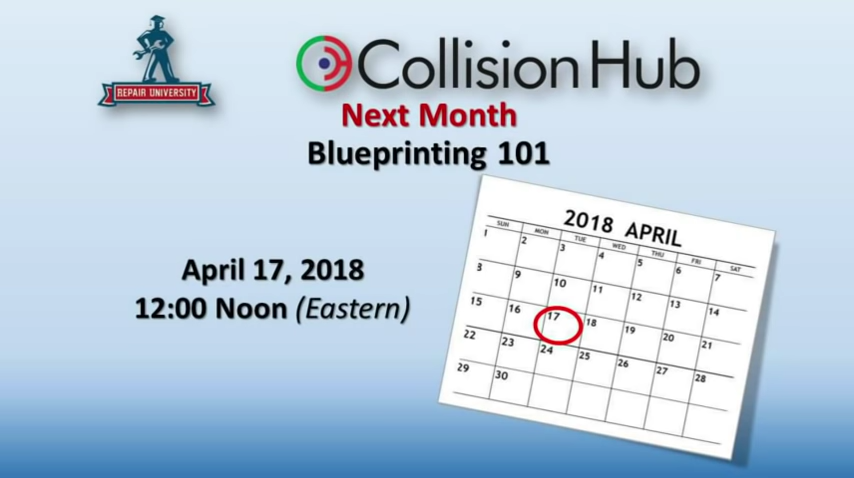 REPAIR UNIVERSITY
Collision Hub
Next Month
Blueprinting 101
2018 APRIL
SUN MON TUE WED THU FRI SAT
1 2 3 4 5 6 7
8 9 10 11 12 13 14
15 16 17 18 19 20 21
22 23 24 25 26 27 28
29 30
April 17, 2018
12:00 Noon (Eastern)